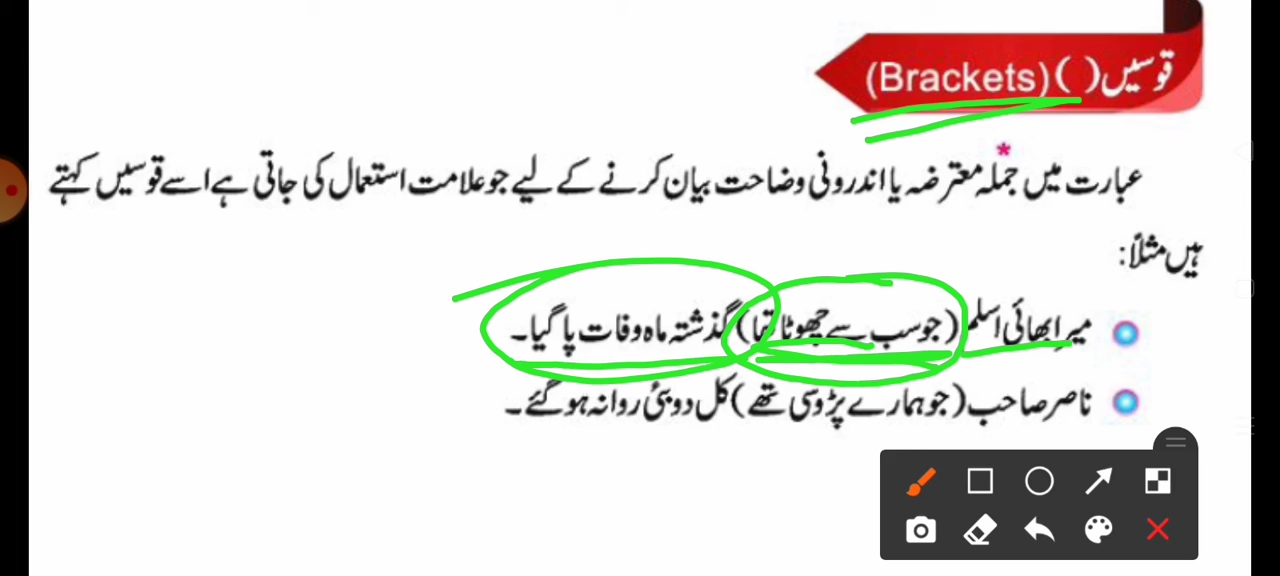 قوسیں ( ) (Brackets)
عبارت میں جملہ* معترضہ یا اندرونی وضاحت بیان کرنے کے لیے جو علامت استعمال کی جاتی ہے اسے قوسیں کہتے
ہیں مثلاً:
میرا بھائی اسلم (جو سب سے چھوٹا تھا) گذشتہ ماہ وفات پا گیا۔
ناصر صاحب (جو ہمارے پڑوسی تھے) کل دوبئی روانہ ہو گئے۔